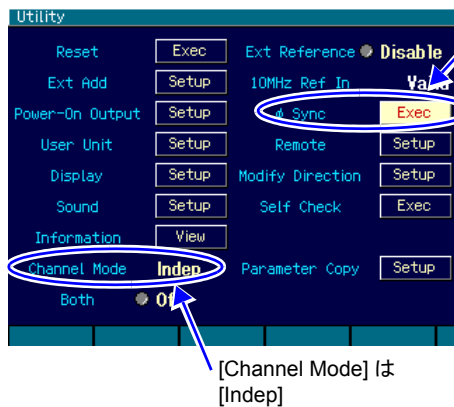 Utility
Reset Exec Ext Reference Disable
Ext Add Setup 10MHz Ref In Valid
Power-On Output Setup ϕ Sync Exec
User Unit Setup Remote Setup
Display Setup Modify Direction Setup
Sound Setup Self Check Exec
Information View
Channel Mode Indep Parameter Copy Setup
Both Off
[Channel Mode] は
[Indep]